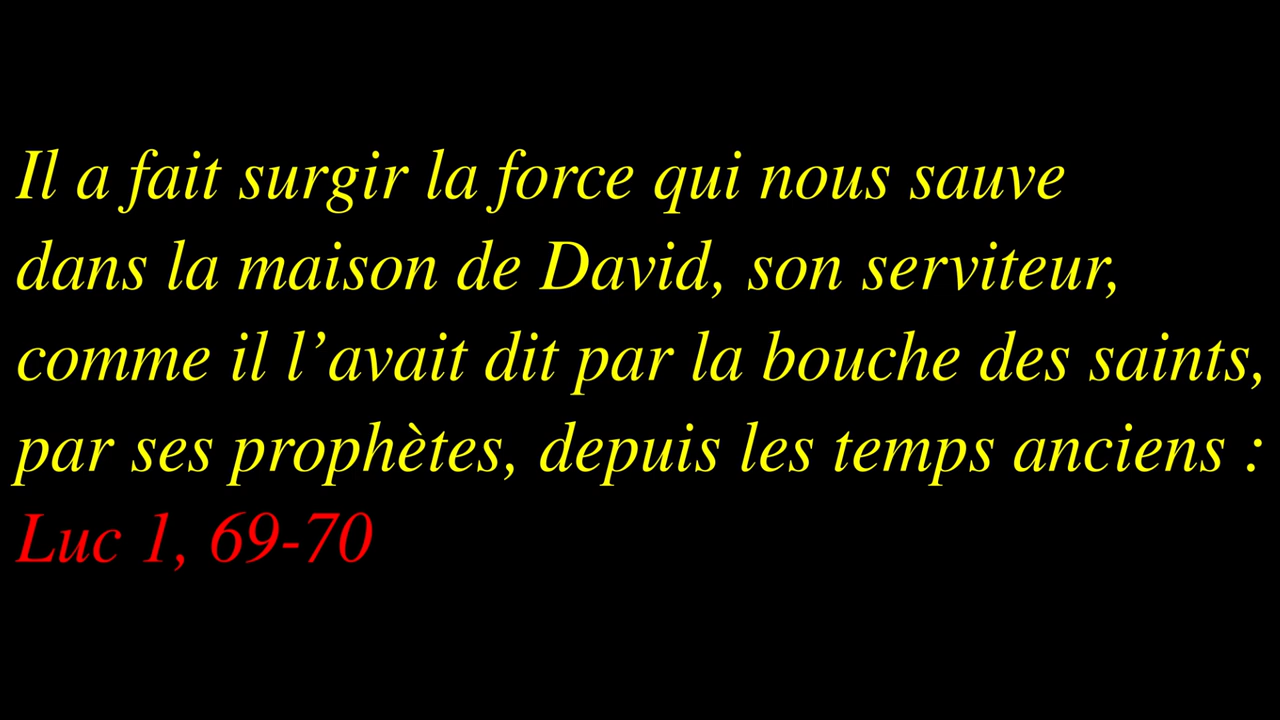 Il a fait surgir la force qui nous sauve
dans la maison de David, son serviteur,
comme il l’avait dit par la bouche des saints,
par ses prophètes, depuis les temps anciens :
Luc 1, 69-70